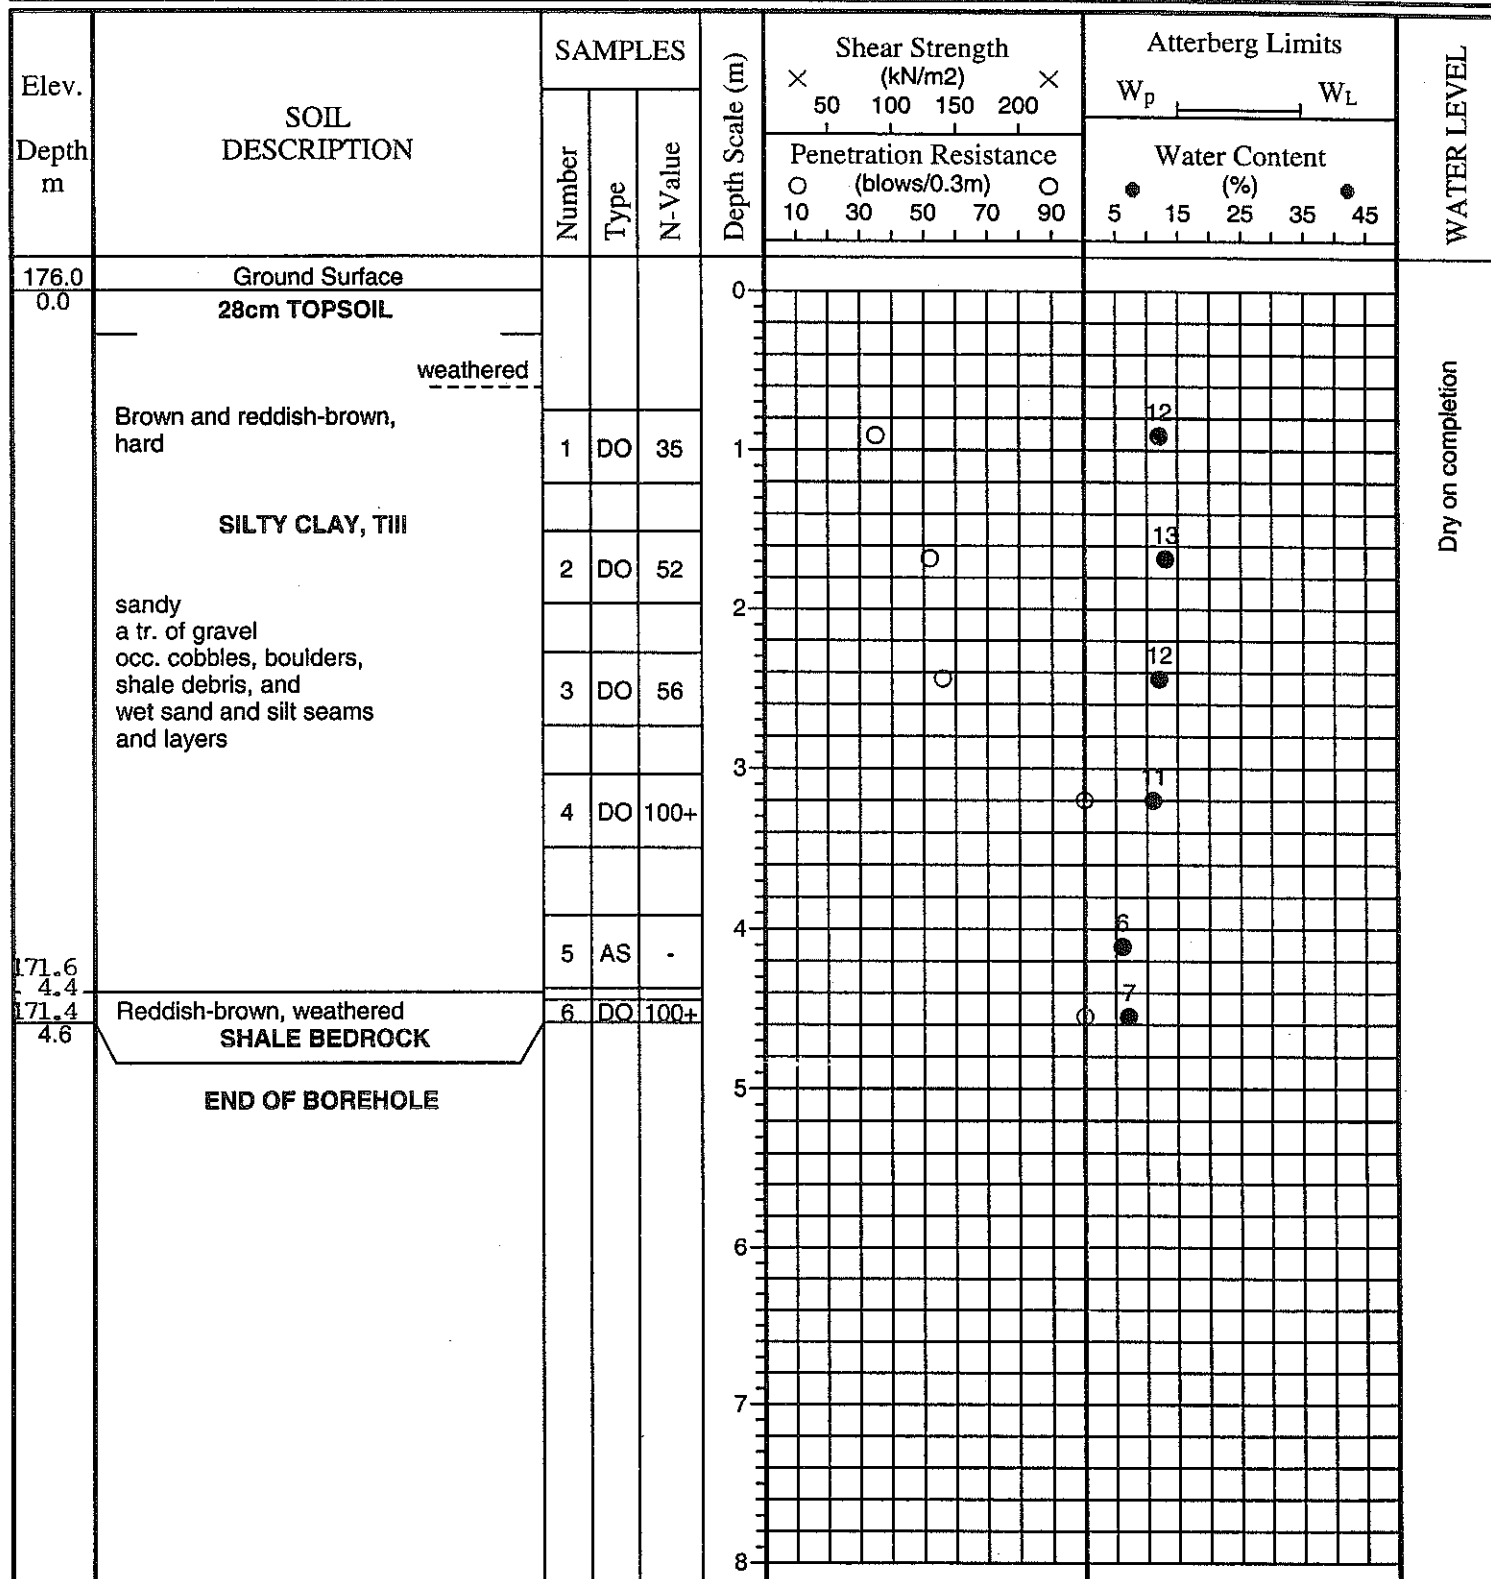 Elev.
Depth
m
SOIL
DESCRIPTION
SAMPLES
Number
Type
N-Value
Depth Scale (m)
Shear Strength
× (kN/m2) ×
50 100 150 200
Penetration Resistance
(blows/0.3m)
10 30 50 70 90
Atterberg Limits
Wp WL
Water Content
(%)
5 15 25 35 45
WATER LEVEL
176.0 Ground Surface
0.0 28cm TOPSOIL
weathered
Brown and reddish-brown,
hard
SILTY CLAY, Till
sandy
a tr. of gravel
occ. cobbles, boulders,
shale debris, and
wet sand and silt seams
and layers
171.6
4.4
171.4 Reddish-brown, weathered
4.6 SHALE BEDROCK
END OF BOREHOLE
1 DO 35
2 DO 52
3 DO 56
4 DO 100+
5 AS -
6 DO 100+
0
1
2
3
4
5
6
7
8
12
13
12
11
6
7
Dry on completion